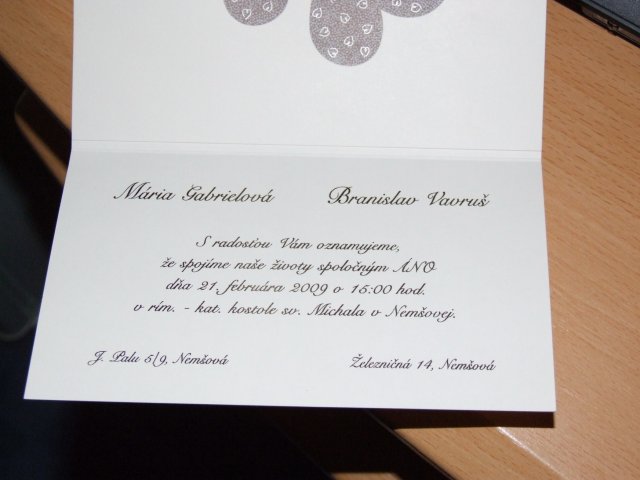 Mária Gabrielová Branislav Vavruš
S radosťou Vám oznamujeme,
že spojíme naše životy spoločným ÁNO
dňa 21. februára 2009 o 15:00 hod.
v rím. - kat. kostole sv. Michala v Nemšovej.
J. Palu 5/9, Nemšová Železničná 14, Nemšová